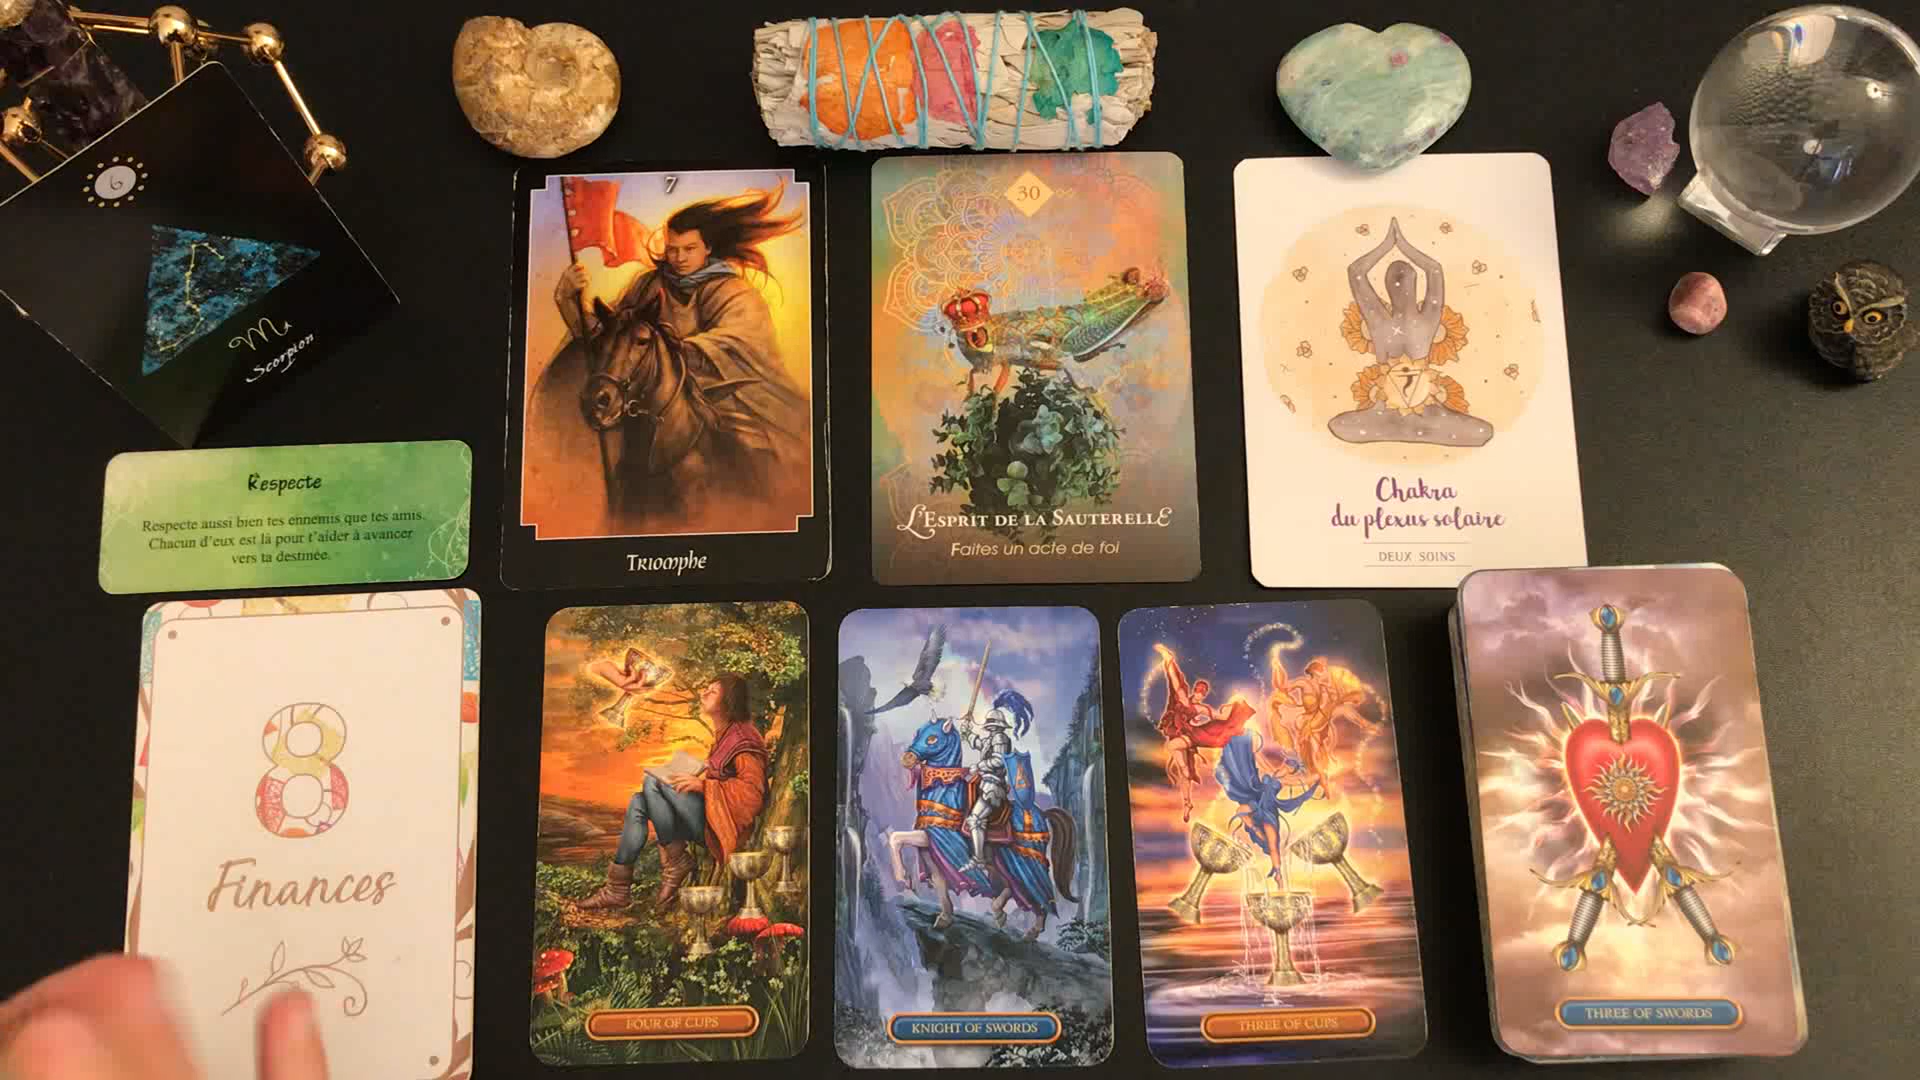 6
Scorpion
Respecte
Respecte aussi bien tes ennemis que tes amis.
Chacun d'eux est là pour t'aider à avancer
vers ta destinée.
7
Triomphe
30
L'Esprit de la Sauterelle
Faites un acte de foi
Chakra
du plexus solaire
DEUX SOINS
8
Finances
FOUR OF CUPS
KNIGHT OF SWORDS
THREE OF CUPS
THREE OF SWORDS